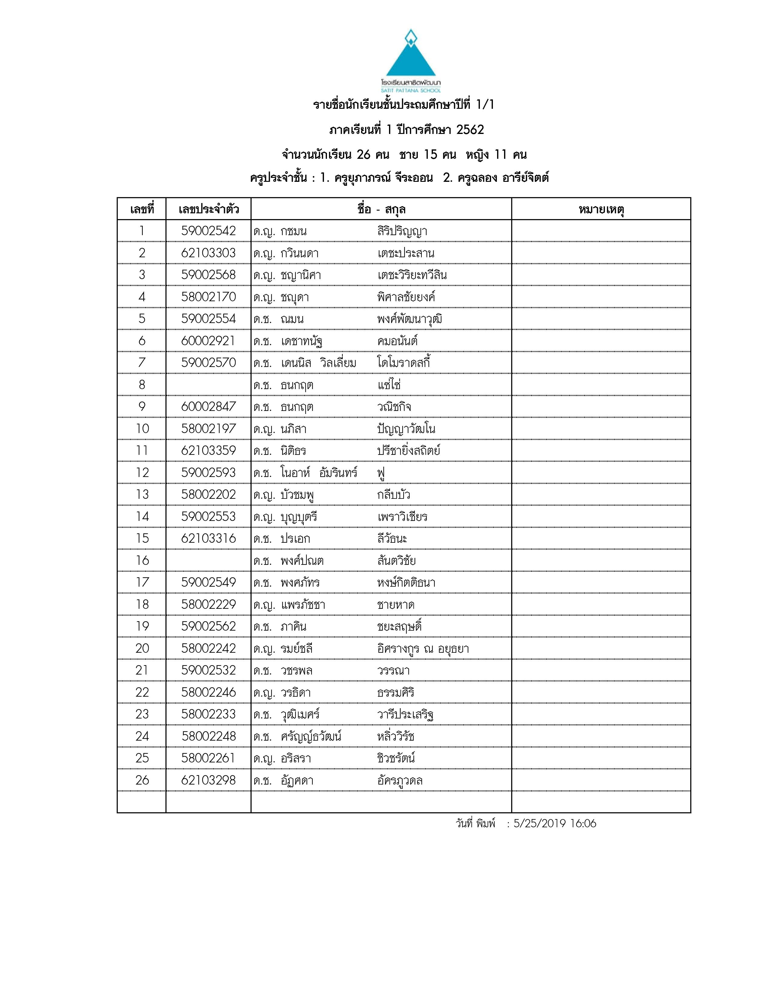 โรงเรียนสาธิตพัฒนา
SATIT PATTANA SCHOOL
รายชื่อนักเรียนชั้นประถมศึกษาปีที่ 1/1
ภาคเรียนที่ 1 ปีการศึกษา 2562
จำนวนนักเรียน 26 คน ชาย 15 คน หญิง 11 คน
ครูประจำชั้น : 1. ครูยุภาภรณ์ จีระออน 2. ครูฉลอง อารีย์จิตต์
เลขที่ เลขประจำตัว ชื่อ - สกุล หมายเหตุ
1 59002542 ด.ญ. กชมน สิริปริญญา
2 62103303 ด.ญ. กวินนดา เตชะประสาน
3 59002568 ด.ญ. ชญานิศา เตชะวิริยะทวีสิน
4 58002170 ด.ญ. ชญุดา พิศาลชัยยงค์
5 59002554 ด.ช. ณมน พงศ์พัฒนาวุฒิ
6 60002921 ด.ช. เดชาทนัฐ คมอนันต์
7 59002570 ด.ช. เดนนิส วิลเลี่ยม โดโมราดสกี้
8 ด.ช. ธนกฤต แซ่ไซ่
9 60002847 ด.ช. ธนกฤต วณิชกิจ
10 58002197 ด.ญ. นภิสา ปัญญาวัฒโน
11 62103359 ด.ช. นิติธร ปรีชายิ่งสถิตย์
12 59002593 ด.ช. โนอาห์ อัมรินทร์ ฟู
13 58002202 ด.ญ. บัวชมพู กลีบบัว
14 59002553 ด.ญ. บุญบุตรี เพราวิเชียร
15 62103316 ด.ช. ปรเอก ลีวัธนะ
16 ด.ช. พงศ์ปณต สันตวิชัย
17 59002549 ด.ช. พงศภัทร หงษ์กิตติธนา
18 58002229 ด.ญ. แพรภัชชา ชายหาด
19 59002562 ด.ช. ภาคิน ชยะสฤษดิ์
20 58002242 ด.ญ. รมย์ชลี อิศรางกูร ณ อยุธยา
21 59002532 ด.ช. วชรพล วรรณา
22 58002246 ด.ญ. วรธิดา ธรรมศิริ
23 58002233 ด.ช. วุฒิเมศร์ วารีประเสริฐ
24 58002248 ด.ช. ศรัญญ์ธวัฒน์ หลิ่ววิรัช
25 58002261 ด.ญ. อริสรา ชิวชรัตน์
26 62103298 ด.ช. อัฏศดา อัครภูวดล
วันที่ พิมพ์ : 5/25/2019 16:06